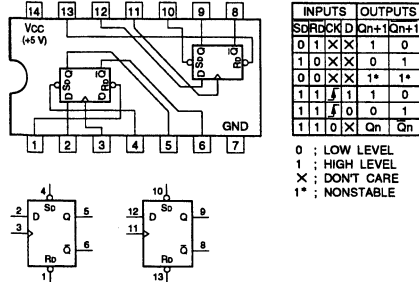 14 13 12 11 10 9 8
VCC
(+5 V)
Q Q̅
SD RD
D
Q Q̅
SD RD
D
GND
1 2 3 4 5 6 7
INPUTS OUTPUTS
SD RD CK D Qn+1 Q̅n+1
0 1 X X 1 0
1 0 X X 0 1
0 0 X X 1* 1*
1 1 1 1 0
1 1 0 0 1
1 1 0 X Qn Q̅n
0 ; LOW LEVEL
1 ; HIGH LEVEL
X ; DON'T CARE
1* ; NONSTABLE
4 10
SD SD
2 D Q 5 12 D Q 9
3 11
Q̅ 6 Q̅ 8
RD RD
1 13